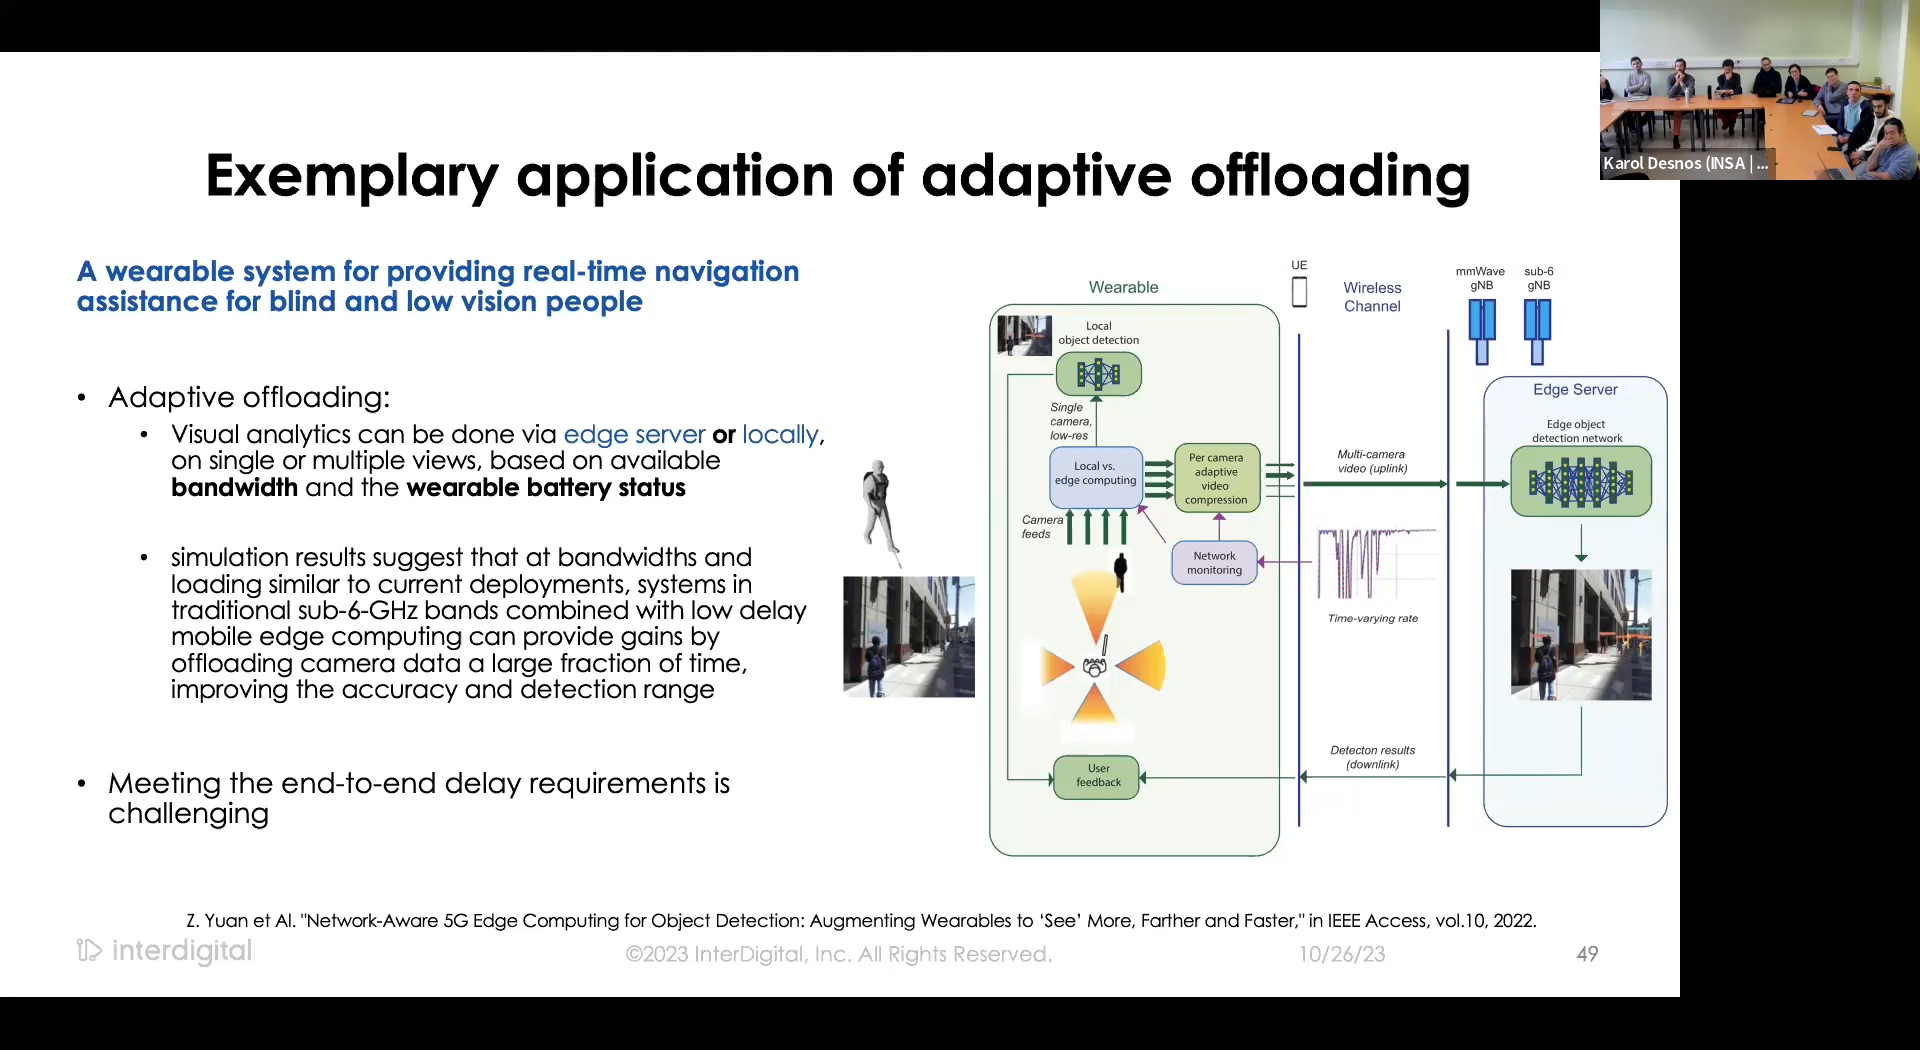 Karol Desnos (INSA | ...
Exemplary application of adaptive offloading
A wearable system for providing real-time navigation
assistance for blind and low vision people
• Adaptive offloading:
• Visual analytics can be done via edge server or locally,
on single or multiple views, based on available
bandwidth and the wearable battery status
• simulation results suggest that at bandwidths and
loading similar to current deployments, systems in
traditional sub-6-GHz bands combined with low delay
mobile edge computing can provide gains by
offloading camera data a large fraction of time,
improving the accuracy and detection range
• Meeting the end-to-end delay requirements is
challenging
Wearable
Local
object detection
Single
camera,
low-res
Local vs.
edge computing
Per camera
adaptive
video
compression
Camera
feeds
Network
monitoring
User
feedback
UE
Wireless
Channel
Multi-camera
video (uplink)
Time-varying rate
Detecton results
(downlink)
mmWave
gNB
sub-6
gNB
Edge Server
Edge object
detection network
Z. Yuan et Al. "Network-Aware 5G Edge Computing for Object Detection: Augmenting Wearables to ‘See’ More, Farther and Faster," in IEEE Access, vol.10, 2022.
interdigital
©2023 InterDigital, Inc. All Rights Reserved.
10/26/23
49